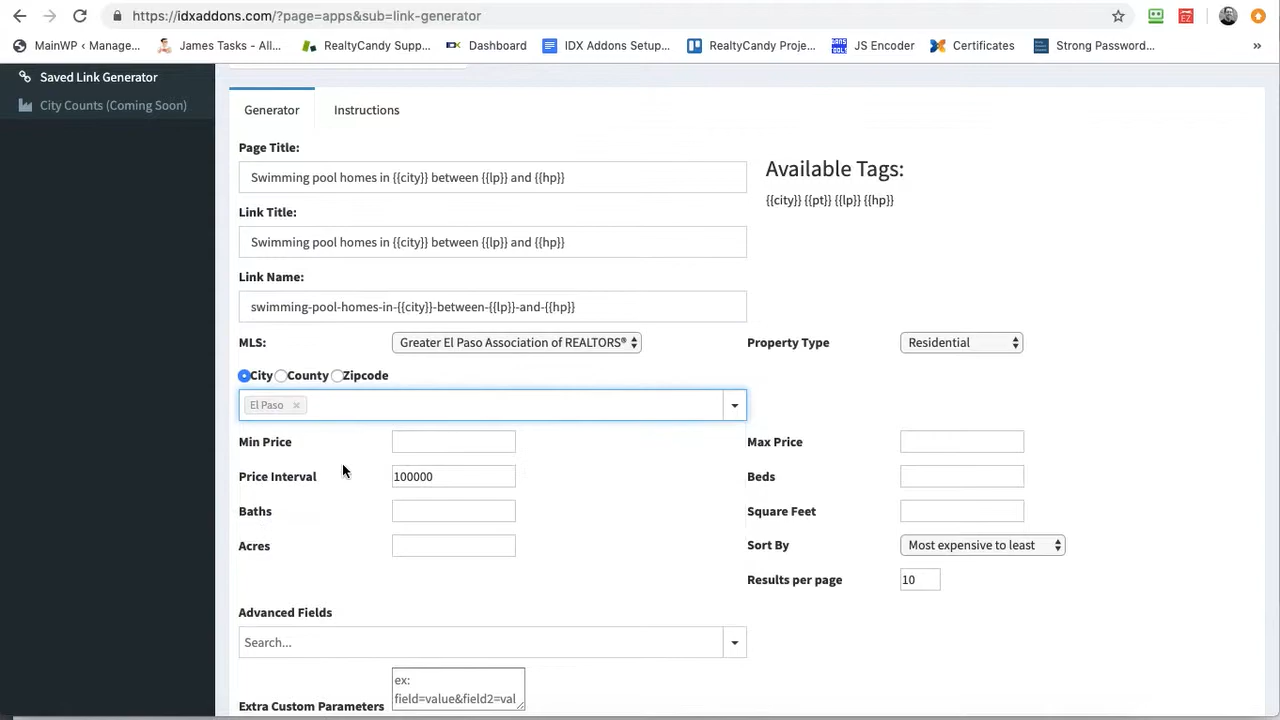 https://idxaddons.com/?page=apps&sub=link-generator
MainWP ‹ Manage... James Tasks - All... RealtyCandy Supp... Dashboard IDX Addons Setup... RealtyCandy Proje... JS Encoder Certificates Strong Password... »
Saved Link Generator
City Counts (Coming Soon)
Generator Instructions
Page Title:
Swimming pool homes in {{city}} between {{lp}} and {{hp}}
Available Tags:
{{city}} {{pt}} {{lp}} {{hp}}
Link Title:
Swimming pool homes in {{city}} between {{lp}} and {{hp}}
Link Name:
swimming-pool-homes-in-{{city}}-between-{{lp}}-and-{{hp}}
MLS: Greater El Paso Association of REALTORS® Property Type Residential
City County Zipcode
El Paso ×
Min Price Max Price
Price Interval 100000 Beds
Baths Square Feet
Acres Sort By Most expensive to least
Results per page 10
Advanced Fields
Search...
Extra Custom Parameters ex:
field=value&field2=val